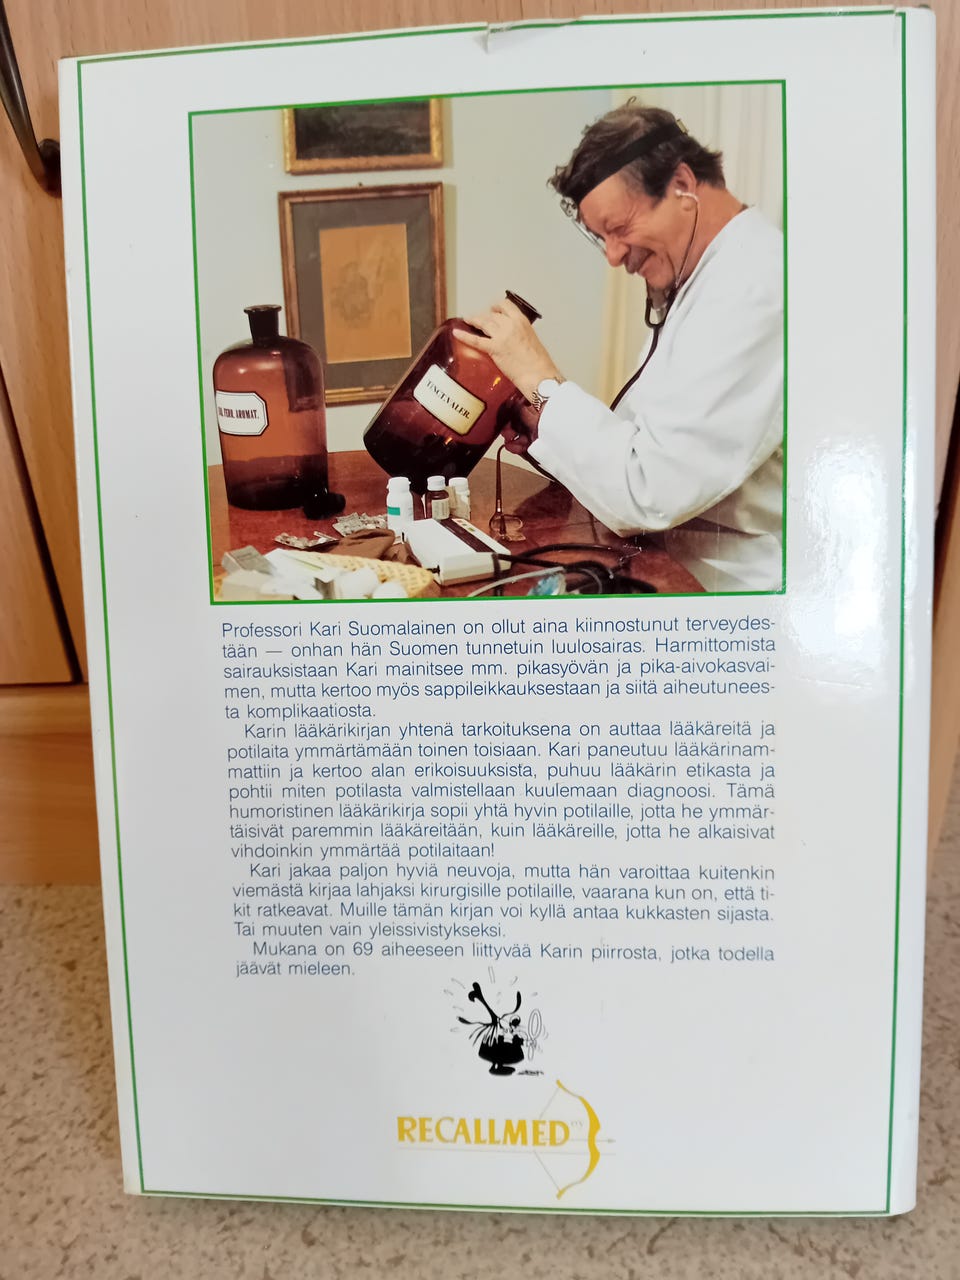 FERR. AROMAT.
TINCT. VALER.
Professori Kari Suomalainen on ollut aina kiinnostunut terveydes-
tään — onhan hän Suomen tunnetuin luulosairas. Harmittomista
sairauksistaan Kari mainitsee mm. pikasyövän ja pika-aivokasvai-
men, mutta kertoo myös sappileikkauksestaan ja siitä aiheutunees-
ta komplikaatiosta.
Karin lääkärikirjan yhtenä tarkoituksena on auttaa lääkäreitä ja
potilaita ymmärtämään toinen toisiaan. Kari paneutuu lääkärinam-
mattiin ja kertoo alan erikoisuuksista, puhuu lääkärin etikasta ja
pohtii miten potilasta valmistellaan kuulemaan diagnoosi. Tämä
humoristinen lääkärikirja sopii yhtä hyvin potilaille, jotta he ymmär-
täisivät paremmin lääkäreitään, kuin lääkäreille, jotta he alkaisivat
vihdoinkin ymmärtää potilaitaan!
Kari jakaa paljon hyviä neuvoja, mutta hän varoittaa kuitenkin
viemästä kirjaa lahjaksi kirurgisille potilaille, vaarana kun on, että ti-
kit ratkeavat. Muille tämän kirjan voi kyllä antaa kukkasten sijasta.
Tai muuten vain yleissivistykseksi.
Mukana on 69 aiheeseen liittyvää Karin piirrosta, jotka todella
jäävät mieleen.
RECALLMED OY